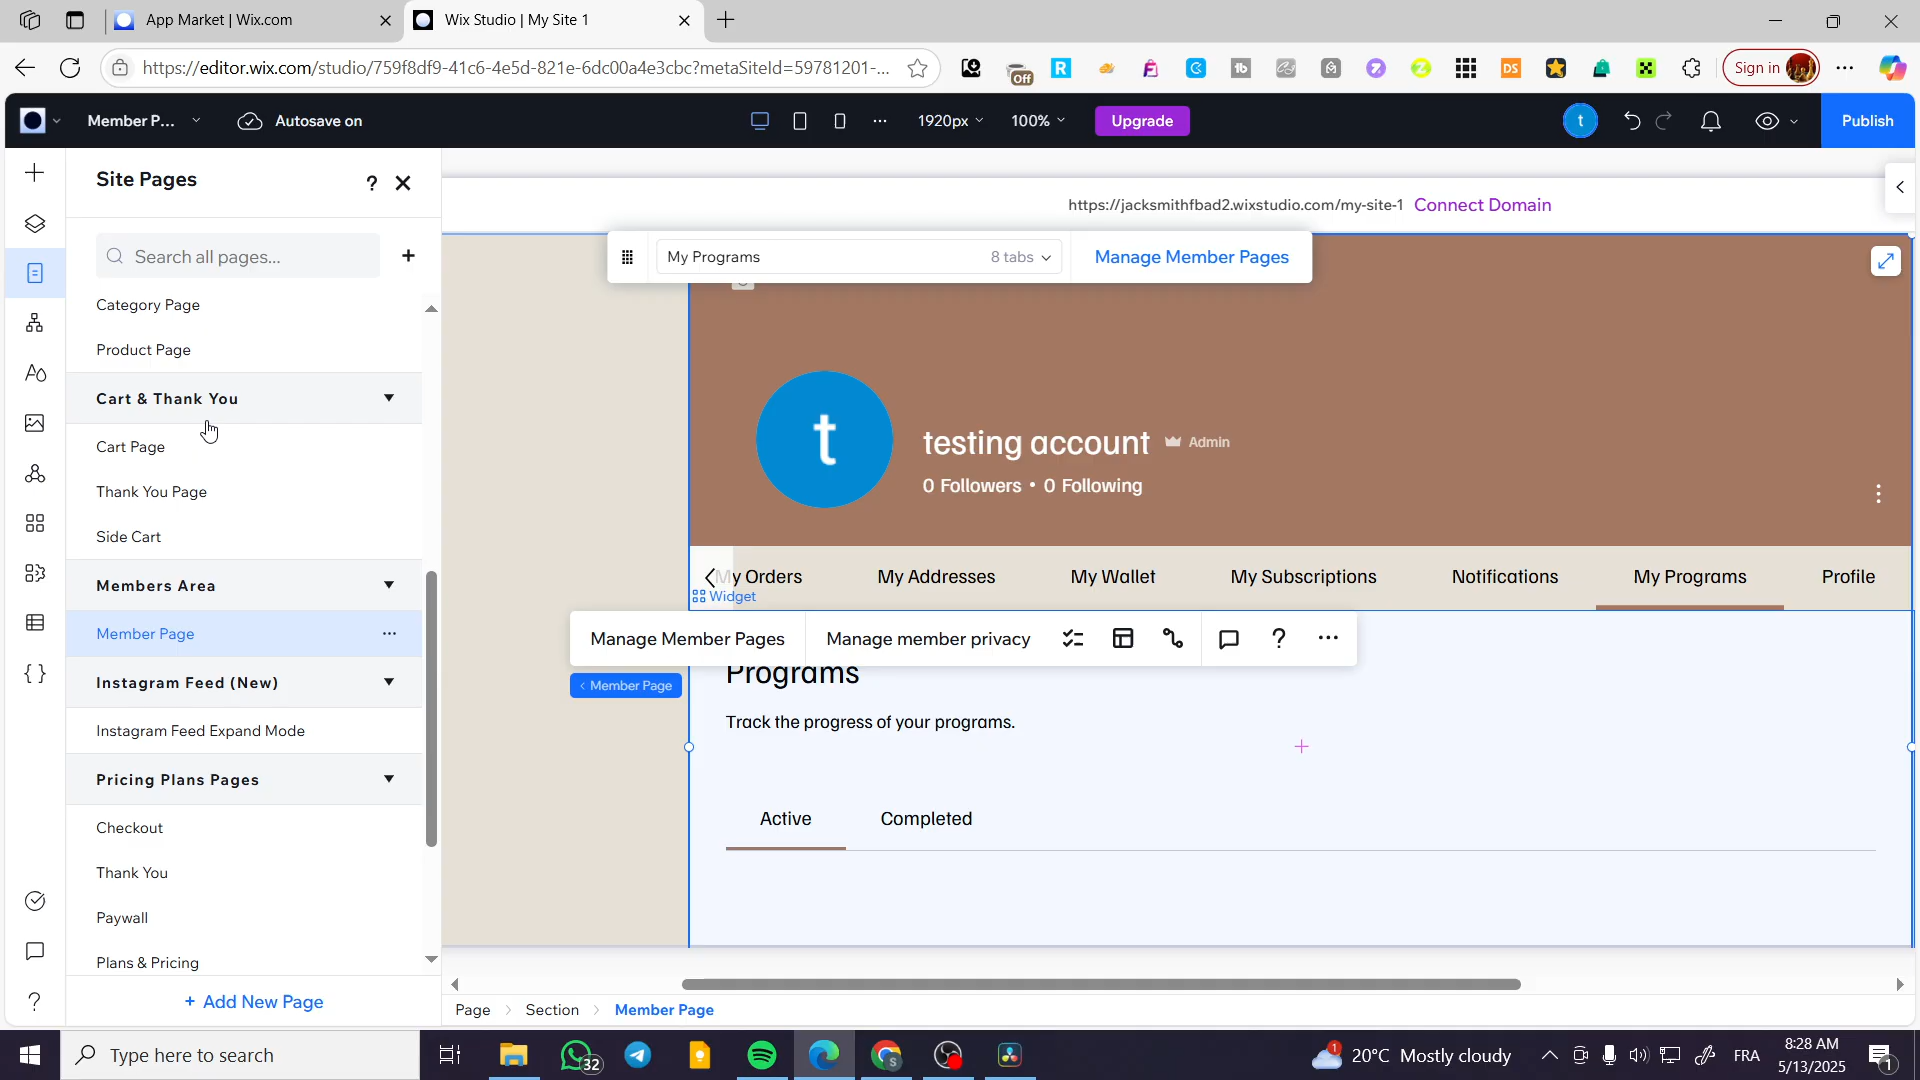 App Market | Wix.com
Wix Studio | My Site 1
https://editor.wix.com/studio/759f8df9-41c6-4e5d-821e-6dc00a4e3cbc?metaSiteId=59781201-...
Off
Sign in
Member P...
Autosave on
1920px
100%
Upgrade
t
Publish
Site Pages
Search all pages...
Category Page
Product Page
Cart & Thank You
Cart Page
Thank You Page
Side Cart
Members Area
Member Page
Instagram Feed (New)
Instagram Feed Expand Mode
Pricing Plans Pages
Checkout
Thank You
Paywall
Plans & Pricing
+ Add New Page
https://jacksmithfbad2.wixstudio.com/my-site-1 Connect Domain
My Programs 8 tabs
Manage Member Pages
t
testing account Admin
0 Followers • 0 Following
My Orders My Addresses My Wallet My Subscriptions Notifications My Programs Profile
Widget
Manage Member Pages Manage member privacy
< Member Page
Programs
Track the progress of your programs.
Active Completed
Page > Section > Member Page
Type here to search
32
20°C Mostly cloudy
FRA
8:28 AM
5/13/2025
1